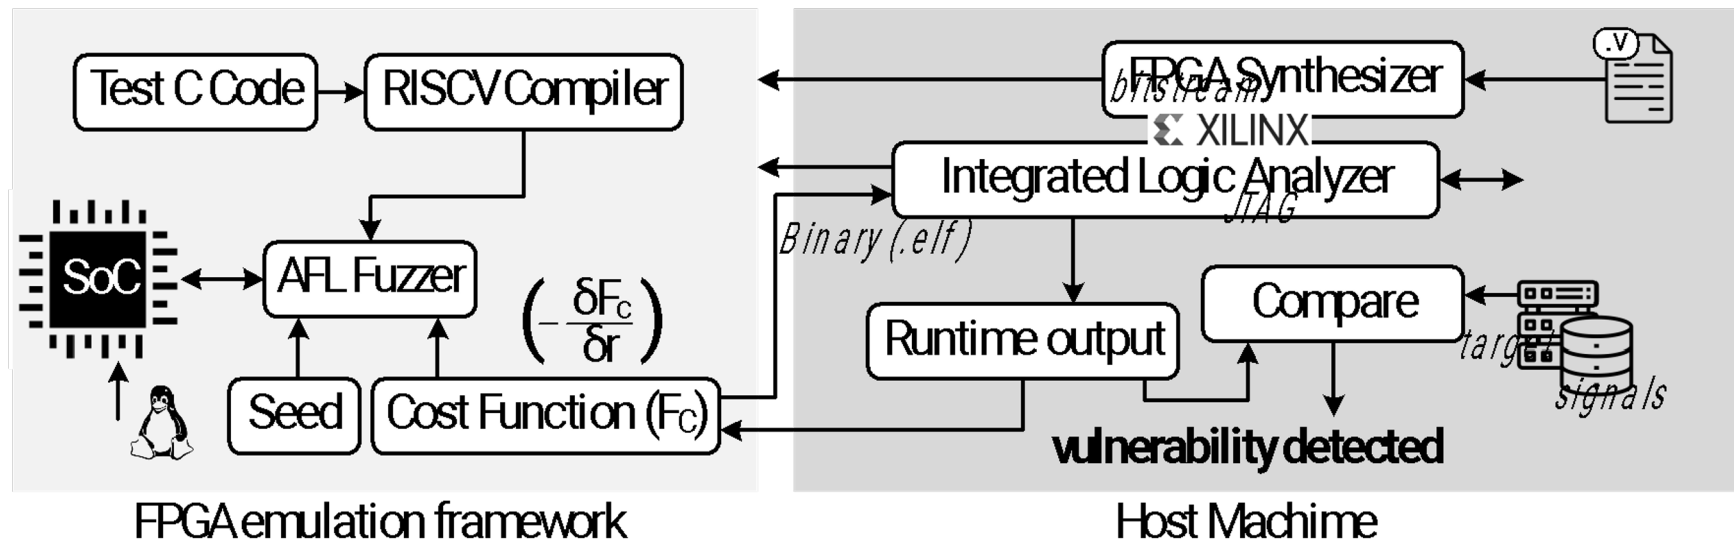 Test C Code
RISCV Compiler
FPGA Synthesizer
bitstream
.V
XILINX
Integrated Logic Analyzer
JTAG
Binary (.elf)
SoC
AFL Fuzzer
(-δFC/δr)
Compare
Runtime output
target
signals
Seed
Cost Function (FC)
vulnerability detected
FPGA emulation framework
Host Machime